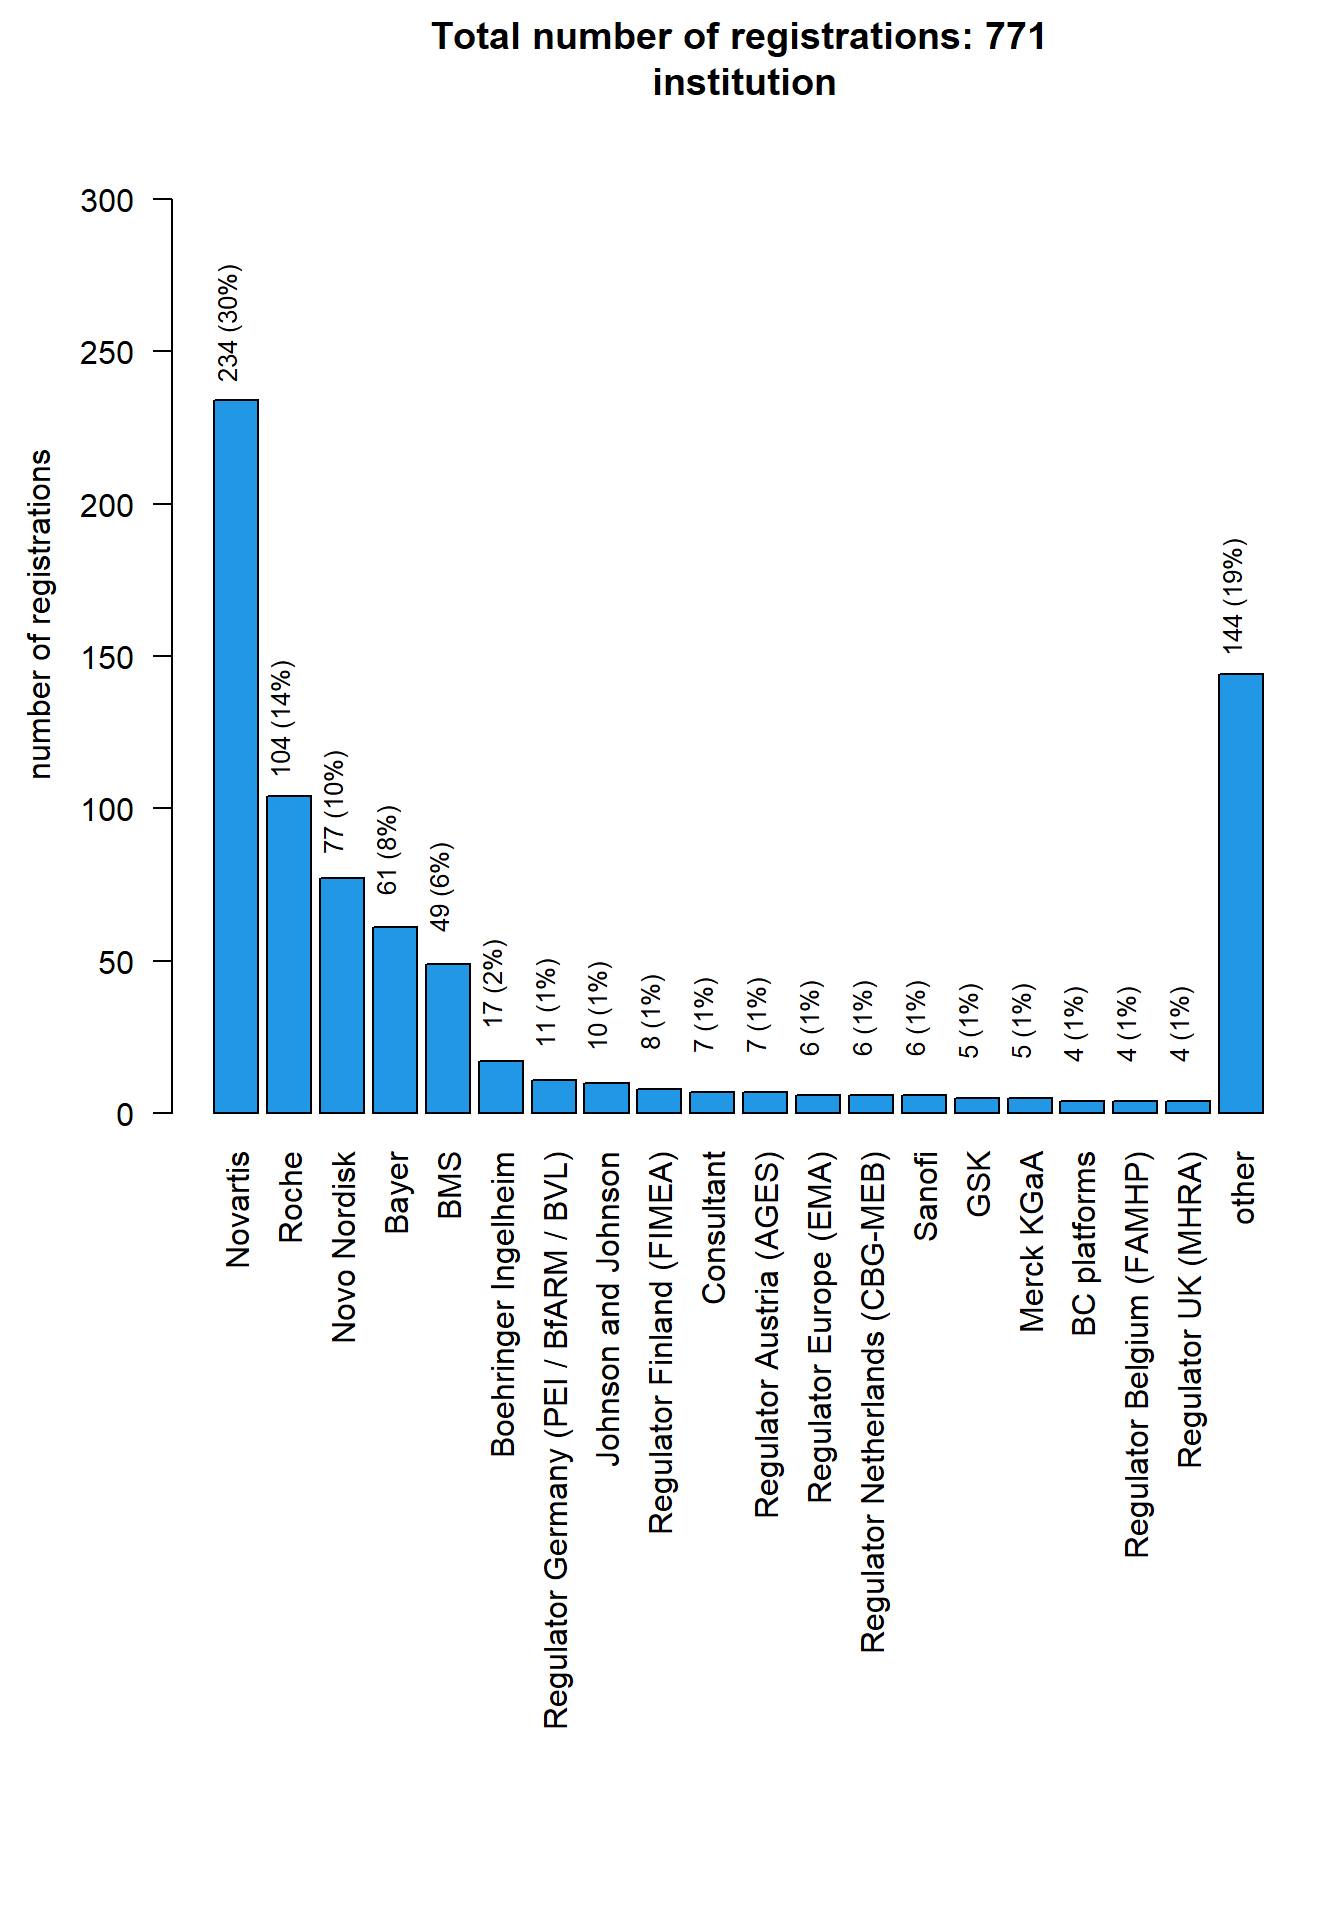 Total number of registrations: 771
institution
number of registrations
300
250
200
150
100
50
0
234 (30%)
104 (14%)
77 (10%)
61 (8%)
49 (6%)
17 (2%)
11 (1%)
10 (1%)
8 (1%)
7 (1%)
7 (1%)
6 (1%)
6 (1%)
6 (1%)
5 (1%)
5 (1%)
4 (1%)
4 (1%)
4 (1%)
144 (19%)
Novartis
Roche
Novo Nordisk
Bayer
BMS
Boehringer Ingelheim
Regulator Germany (PEI / BfARM / BVL)
Johnson and Johnson
Regulator Finland (FIMEA)
Consultant
Regulator Austria (AGES)
Regulator Europe (EMA)
Regulator Netherlands (CBG-MEB)
Sanofi
GSK
Merck KGaA
BC platforms
Regulator Belgium (FAMHP)
Regulator UK (MHRA)
other